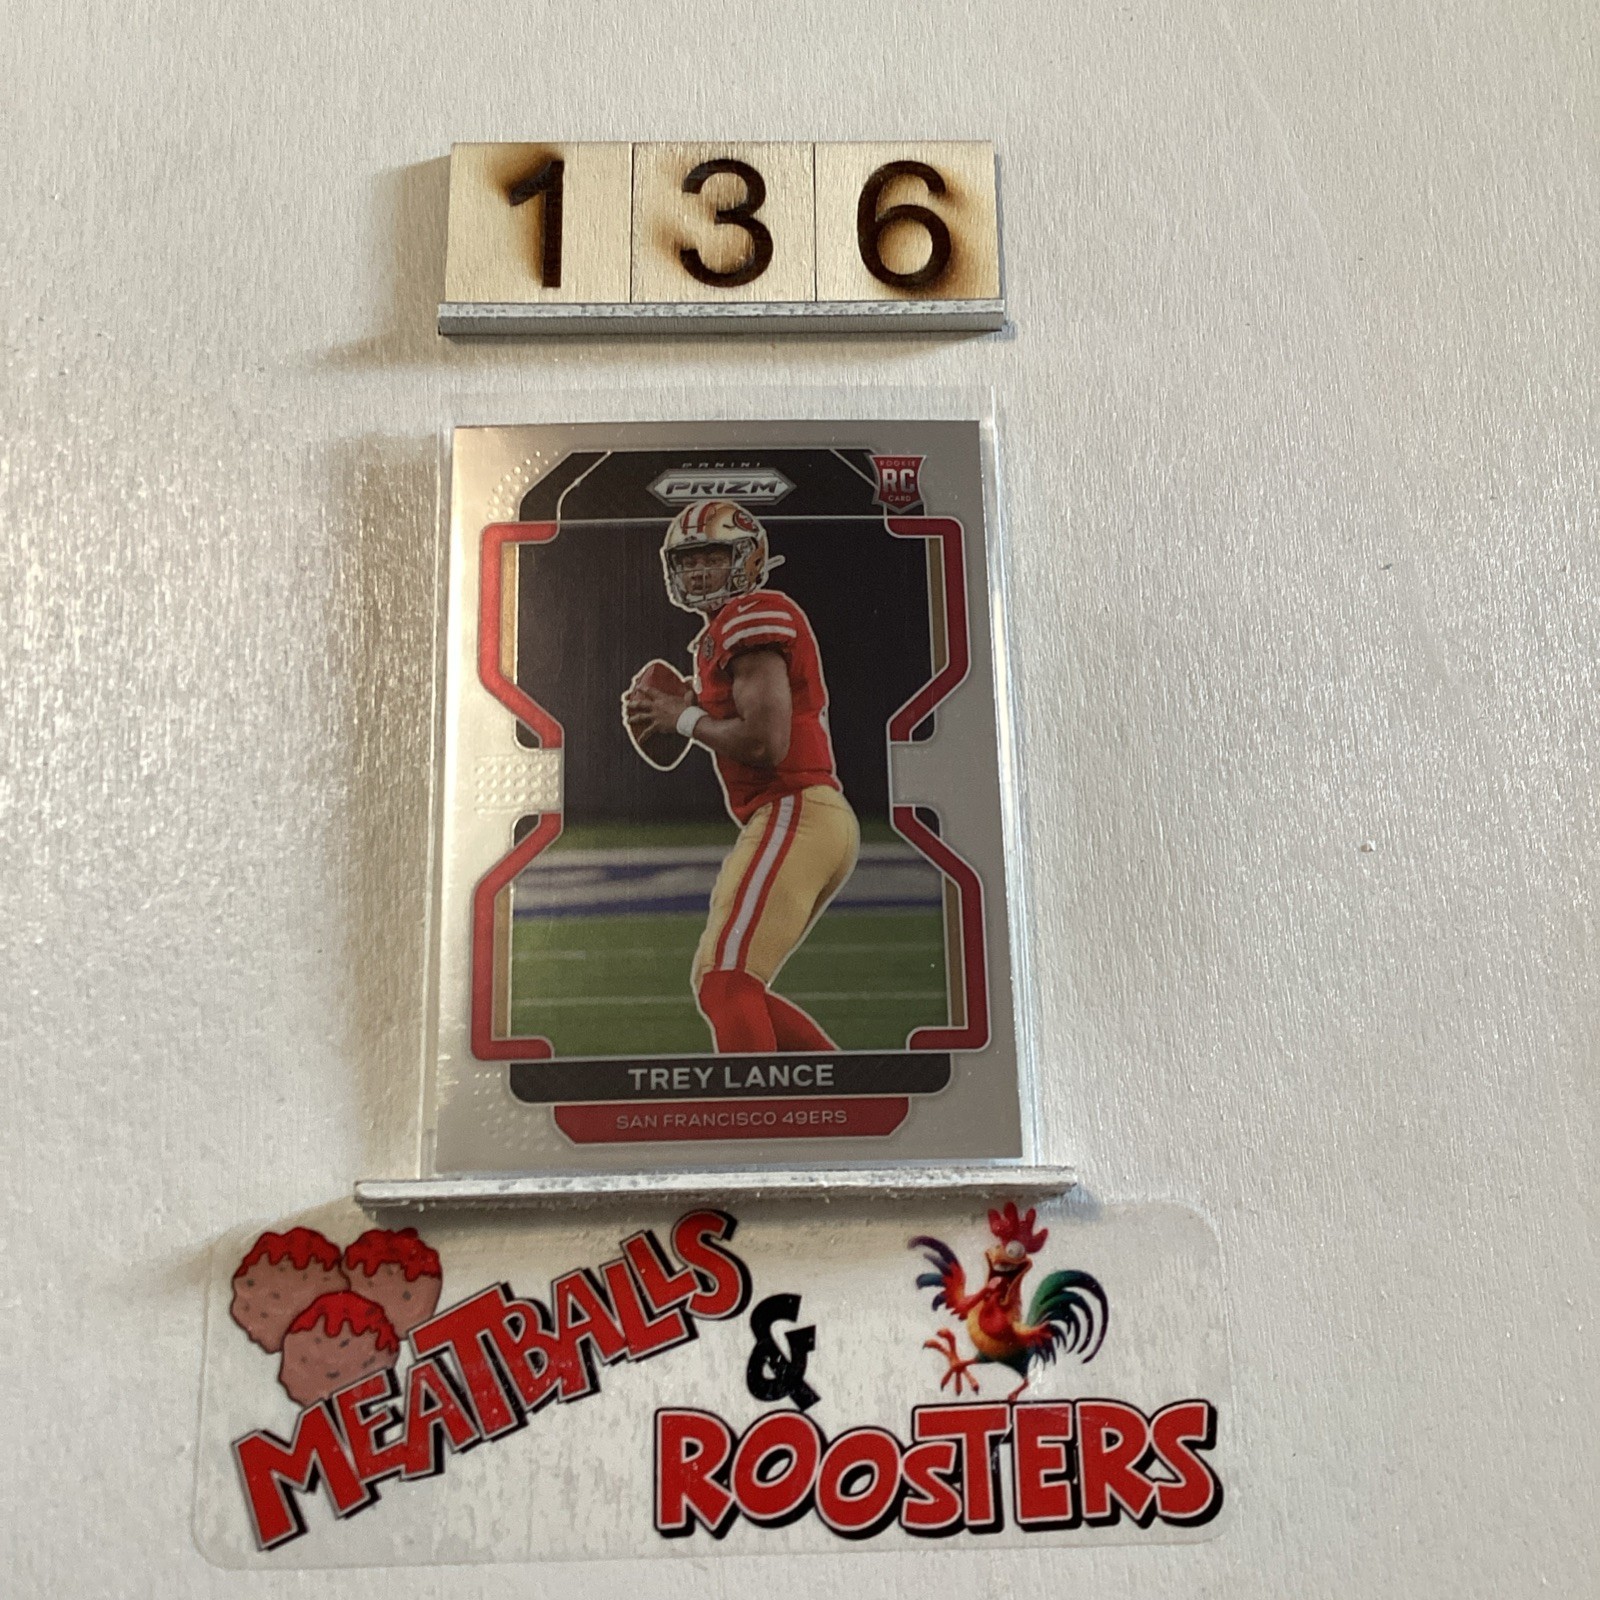 136
PANINI
PRIZM
ROOKIE
RC
CARD
TREY LANCE
SAN FRANCISCO 49ERS
MEATBALLS
&
ROOSTERS